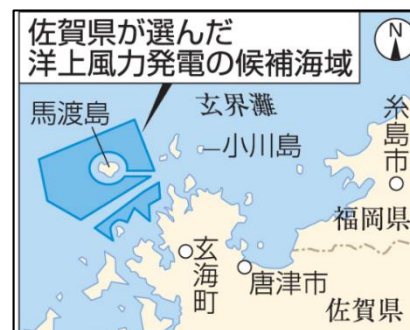 佐賀県が選んだ
洋上風力発電の候補海域
N
馬渡島
玄界灘
小川島
糸島市
福岡県
玄海町
唐津市
佐賀県